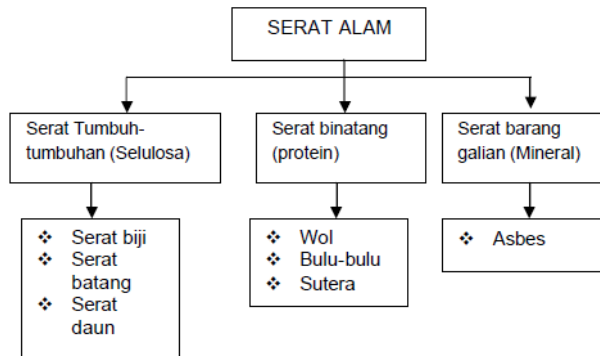 SERAT ALAM
Serat Tumbuh-
tumbuhan (Selulosa)
Serat binatang
(protein)
Serat barang
galian (Mineral)
❖ Serat biji
❖ Serat
batang
❖ Serat
daun
❖ Wol
❖ Bulu-bulu
❖ Sutera
❖ Asbes